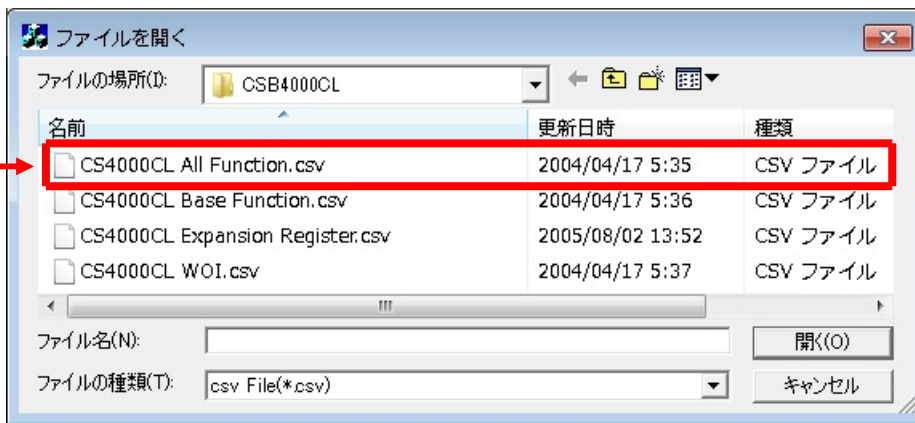 ファイルを開く
ファイルの場所(I): CSB4000CL
名前 更新日時 種類
CS4000CL All Function.csv 2004/04/17 5:35 CSV ファイル
CS4000CL Base Function.csv 2004/04/17 5:36 CSV ファイル
CS4000CL Expansion Register.csv 2005/08/02 13:52 CSV ファイル
CS4000CL WOI.csv 2004/04/17 5:37 CSV ファイル
ファイル名(N): 開く(O)
ファイルの種類(T): csv File(*.csv) キャンセル